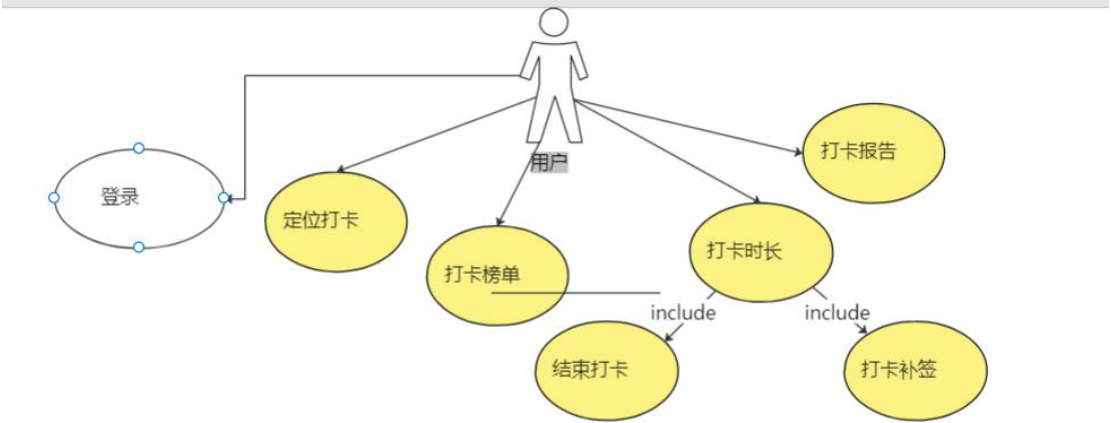 用户
打卡报告
登录
定位打卡
打卡榜单
打卡时长
include
include
结束打卡
打卡补签